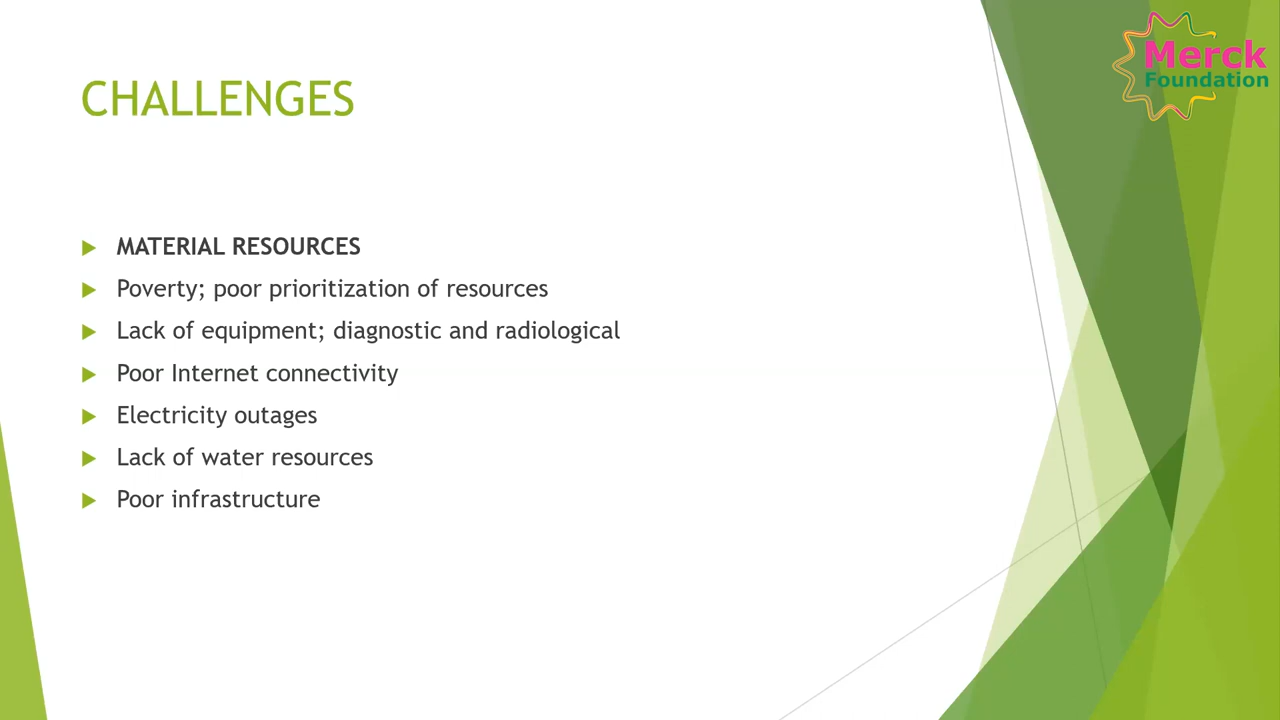 Merck
Foundation
CHALLENGES
MATERIAL RESOURCES
Poverty; poor prioritization of resources
Lack of equipment; diagnostic and radiological
Poor Internet connectivity
Electricity outages
Lack of water resources
Poor infrastructure